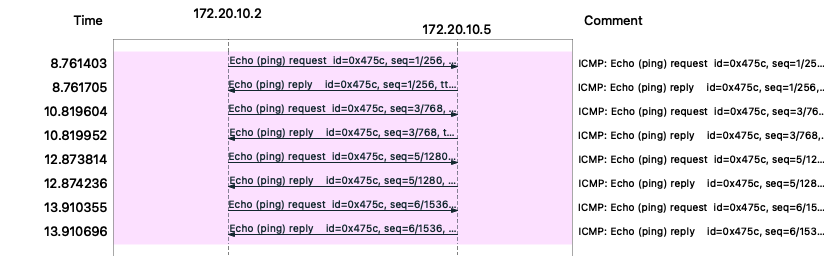 Time 172.20.10.2 172.20.10.5 Comment
8.761403 Echo (ping) request id=0x475c, seq=1/256, ... ICMP: Echo (ping) request id=0x475c, seq=1/25...
8.761705 Echo (ping) reply id=0x475c, seq=1/256, tt... ICMP: Echo (ping) reply id=0x475c, seq=1/256,...
10.819604 Echo (ping) request id=0x475c, seq=3/768, ... ICMP: Echo (ping) request id=0x475c, seq=3/76...
10.819952 Echo (ping) reply id=0x475c, seq=3/768, t... ICMP: Echo (ping) reply id=0x475c, seq=3/768,...
12.873814 Echo (ping) request id=0x475c, seq=5/1280... ICMP: Echo (ping) request id=0x475c, seq=5/12...
12.874236 Echo (ping) reply id=0x475c, seq=5/1280, ... ICMP: Echo (ping) reply id=0x475c, seq=5/128...
13.910355 Echo (ping) request id=0x475c, seq=6/1536... ICMP: Echo (ping) request id=0x475c, seq=6/15...
13.910696 Echo (ping) reply id=0x475c, seq=6/1536, ... ICMP: Echo (ping) reply id=0x475c, seq=6/153...